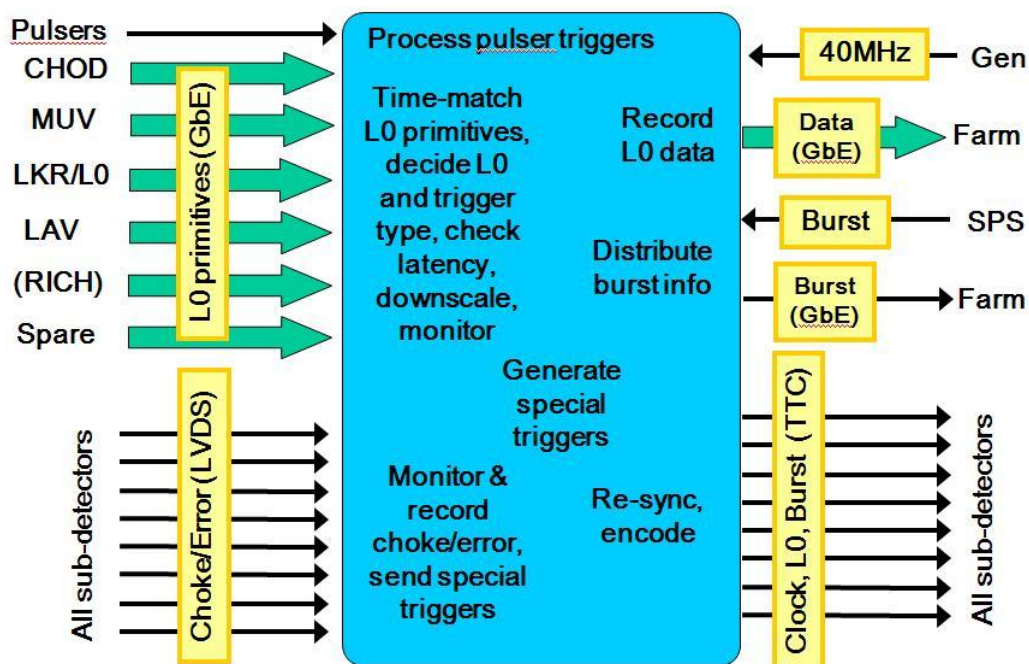 Pulsers
CHOD
MUV
LKR/L0
LAV
(RICH)
Spare
L0 primitives (GbE)
All sub-detectors
Choke/Error (LVDS)
Process pulser triggers
Time-match
L0 primitives,
decide L0
and trigger
type, check
latency,
downscale,
monitor
Record
L0 data
Distribute
burst info
Generate
special
triggers
Monitor &
record
choke/error,
send special
triggers
Re-sync,
encode
40MHz
Gen
Data
(GbE)
Farm
Burst
SPS
Burst
(GbE)
Farm
Clock, L0, Burst (TTC)
All sub-detectors